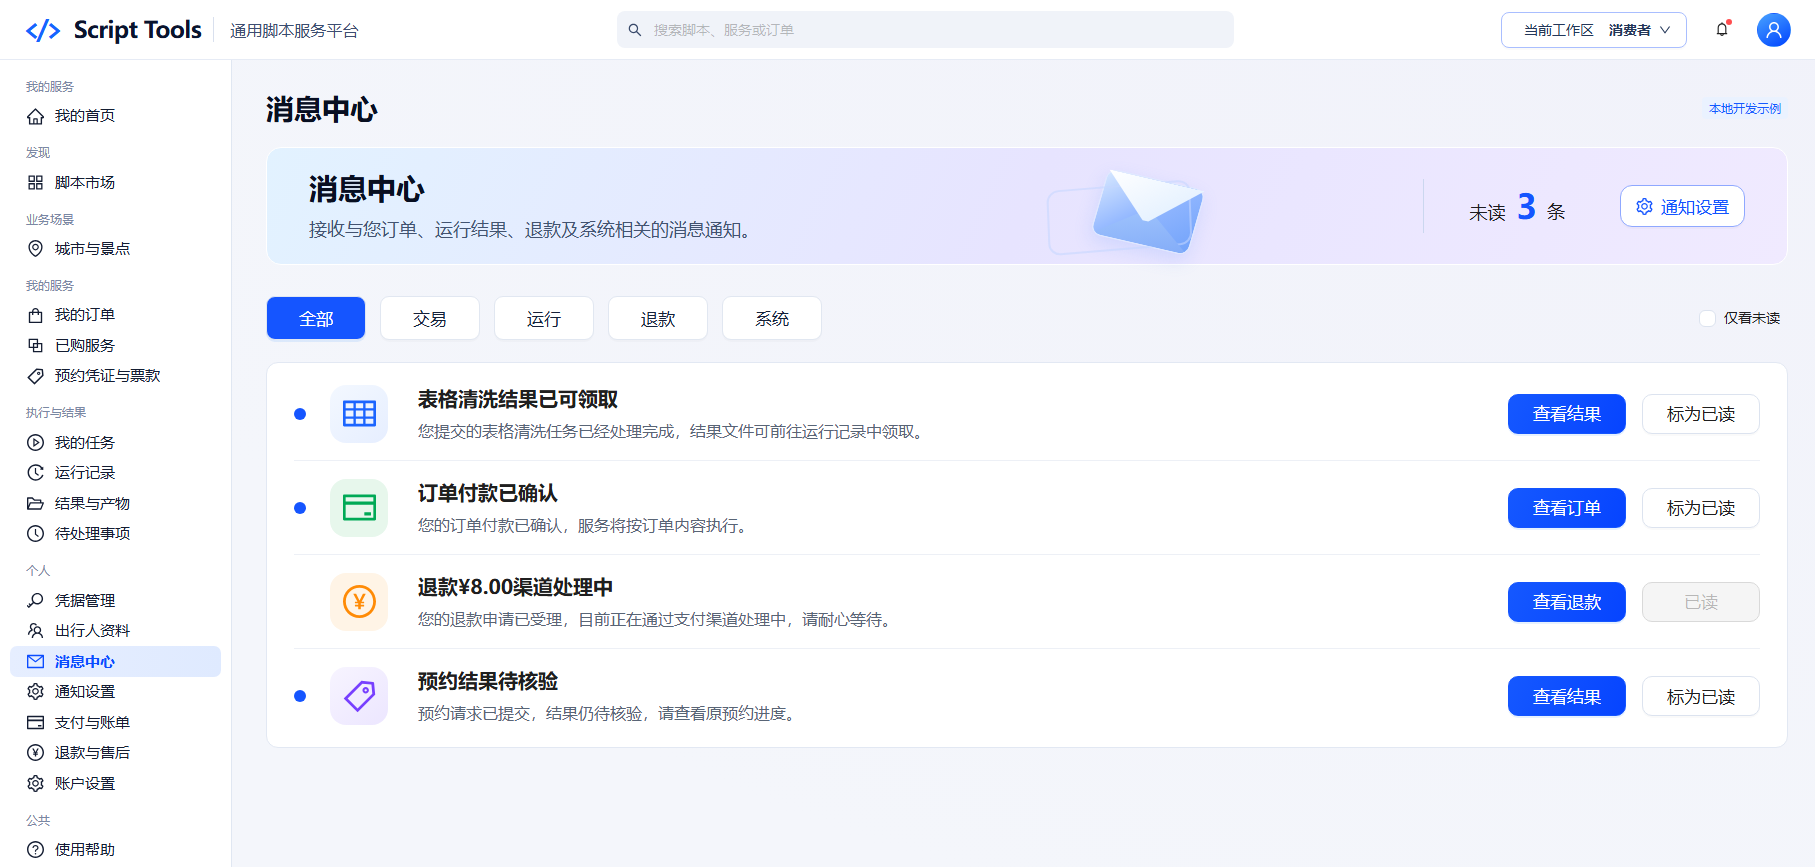 Script Tools
通用脚本服务平台
搜索脚本、服务或订单
当前工作区 消费者
我的服务
我的首页
发现
脚本市场
业务场景
城市与景点
我的服务
我的订单
已购服务
预约凭证与票款
执行与结果
我的任务
运行记录
结果与产物
待处理事项
个人
凭据管理
出行人资料
消息中心
通知设置
支付与账单
退款与售后
账户设置
公共
使用帮助
消息中心
本地开发示例
消息中心
接收与您订单、运行结果、退款及系统相关的消息通知。
未读 3 条
通知设置
全部
交易
运行
退款
系统
仅看未读
表格清洗结果已可领取
您提交的表格清洗任务已经处理完成，结果文件可前往运行记录中领取。
查看结果
标为已读
订单付款已确认
您的订单付款已确认，服务将按订单内容执行。
查看订单
标为已读
退款¥8.00渠道处理中
您的退款申请已受理，目前正在通过支付渠道处理中，请耐心等待。
查看退款
已读
预约结果待核验
预约请求已提交，结果仍待核验，请查看原预约进度。
查看结果
标为已读